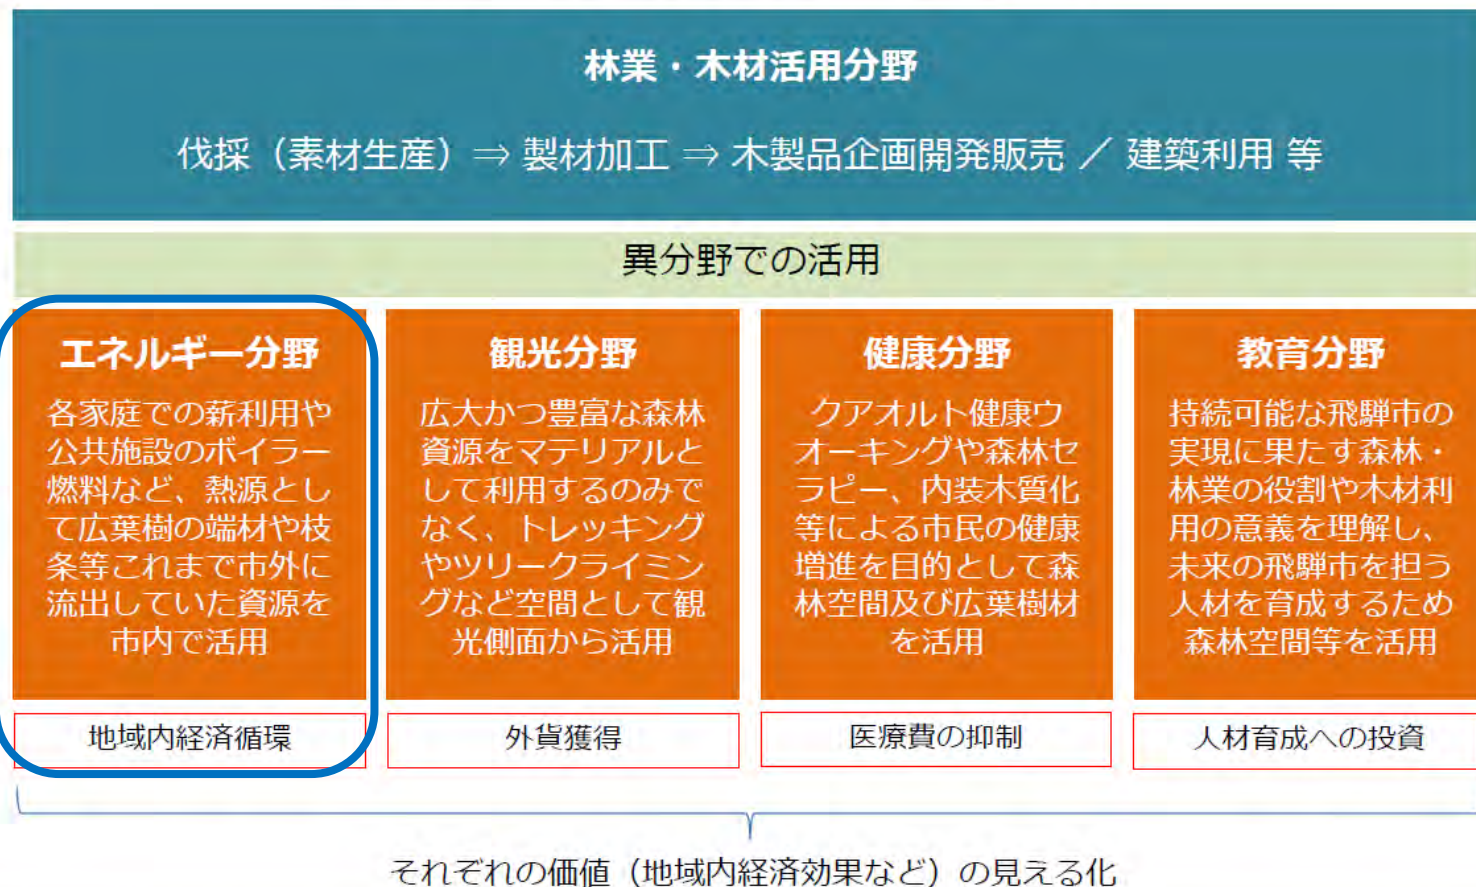 林業・木材活用分野
伐採（素材生産）⇒ 製材加工 ⇒ 木製品企画開発販売 ／ 建築利用 等
異分野での活用
エネルギー分野
各家庭での薪利用や
公共施設のボイラー
燃料など、熱源とし
て広葉樹の端材や枝
条等これまで市外に
流出していた資源を
市内で活用
地域内経済循環
観光分野
広大かつ豊富な森林
資源をマテリアルと
して利用するのみで
なく、トレッキング
やツリークライミン
グなど空間として観
光側面から活用
外貨獲得
健康分野
クアオルト健康ウ
オーキングや森林セ
ラピー、内装木質化
等による市民の健康
増進を目的として森
林空間及び広葉樹材
を活用
医療費の抑制
教育分野
持続可能な飛騨市の
実現に果たす森林・
林業の役割や木材利
用の意義を理解し、
未来の飛騨市を担う
人材を育成するため
森林空間等を活用
人材育成への投資
それぞれの価値（地域内経済効果など）の見える化